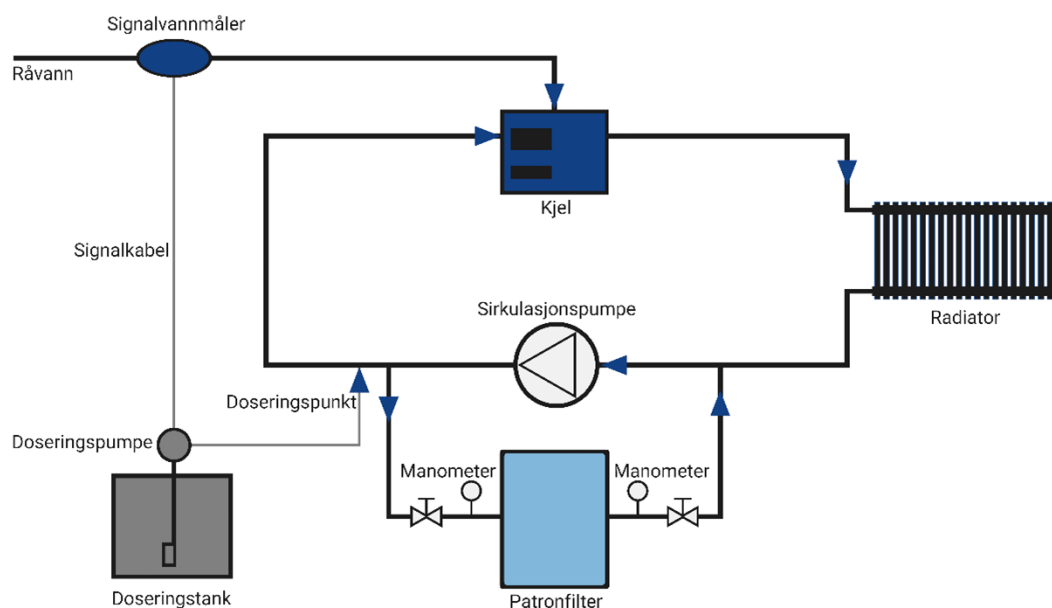 Signalvannmåler
Råvann
Kjel
Signalkabel
Sirkulasjonspumpe
Radiator
Doseringspunkt
Doseringspumpe
Manometer
Manometer
Doseringstank
Patronfilter